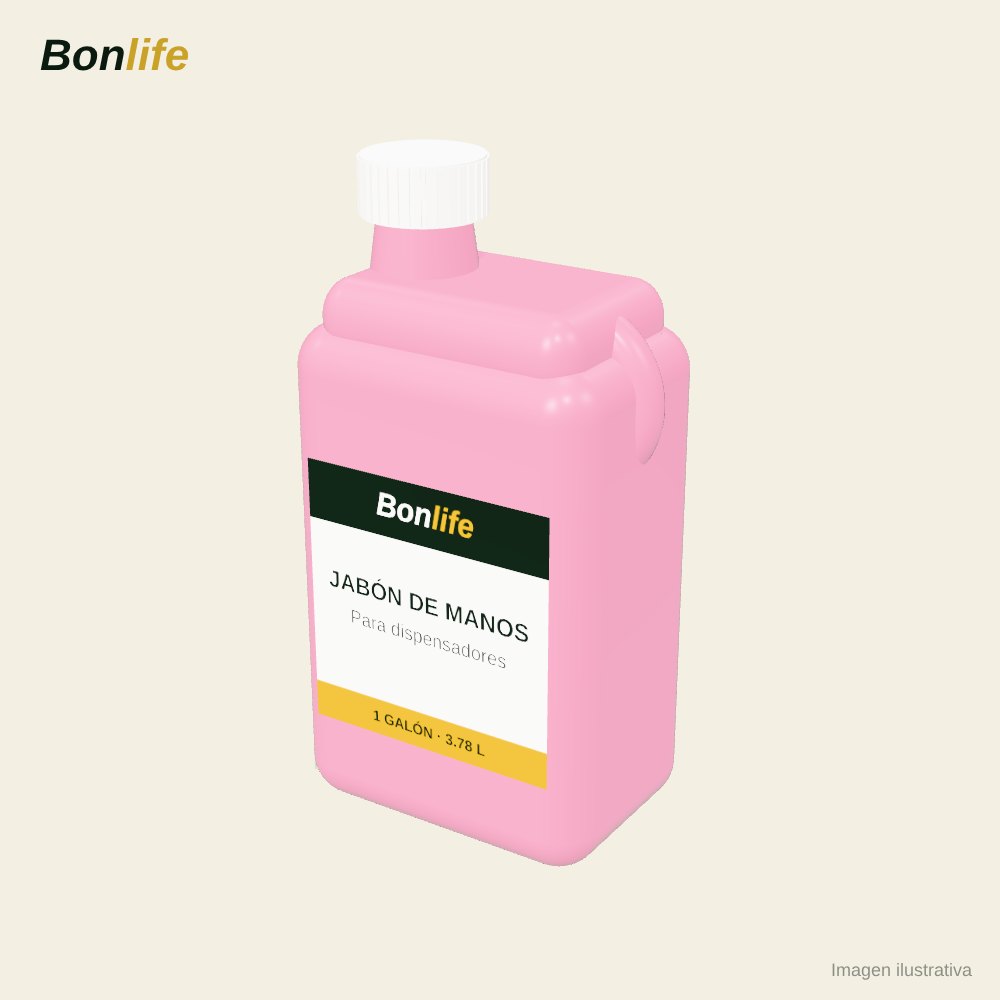 Bonlife
Bonlife
JABÓN DE MANOS
Para dispensadores
1 GALÓN · 3.78 L
Imagen ilustrativa